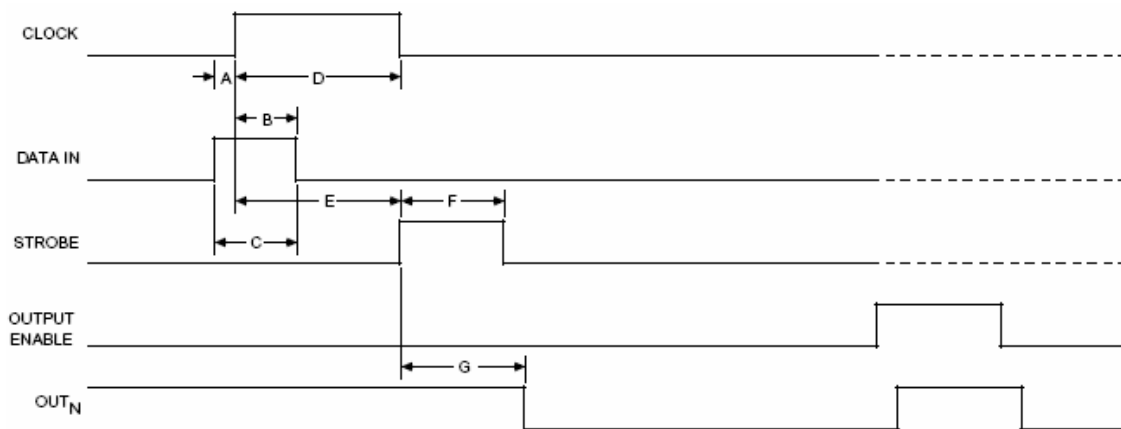 CLOCK
A
D
B
DATA IN
E
F
STROBE
C
OUTPUT
ENABLE
G
OUTN